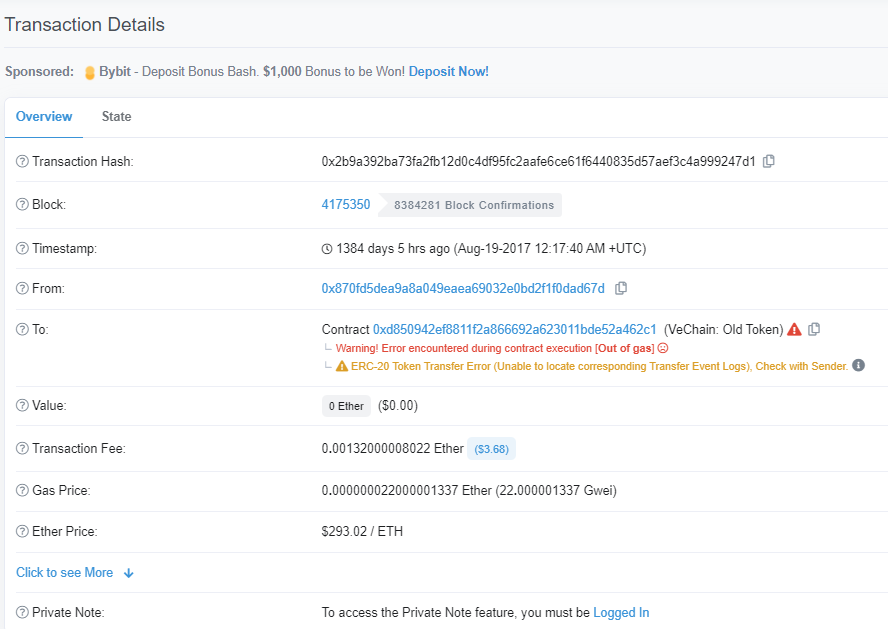 Transaction Details
Sponsored: Bybit - Deposit Bonus Bash. $1,000 Bonus to be Won! Deposit Now!
Overview State
Transaction Hash: 0x2b9a392ba73fa2fb12d0c4df95fc2aafe6ce61f6440835d57aef3c4a999247d1
Block: 4175350 8384281 Block Confirmations
Timestamp: 1384 days 5 hrs ago (Aug-19-2017 12:17:40 AM +UTC)
From: 0x870fd5dea9a8a049eaea69032e0bd2f1f0dad67d
To: Contract 0xd850942ef8811f2a866692a623011bde52a462c1 (VeChain: Old Token)
Warning! Error encountered during contract execution [Out of gas]
ERC-20 Token Transfer Error (Unable to locate corresponding Transfer Event Logs), Check with Sender.
Value: 0 Ether ($0.00)
Transaction Fee: 0.00132000008022 Ether ($3.68)
Gas Price: 0.000000022000001337 Ether (22.000001337 Gwei)
Ether Price: $293.02 / ETH
Click to see More
Private Note: To access the Private Note feature, you must be Logged In